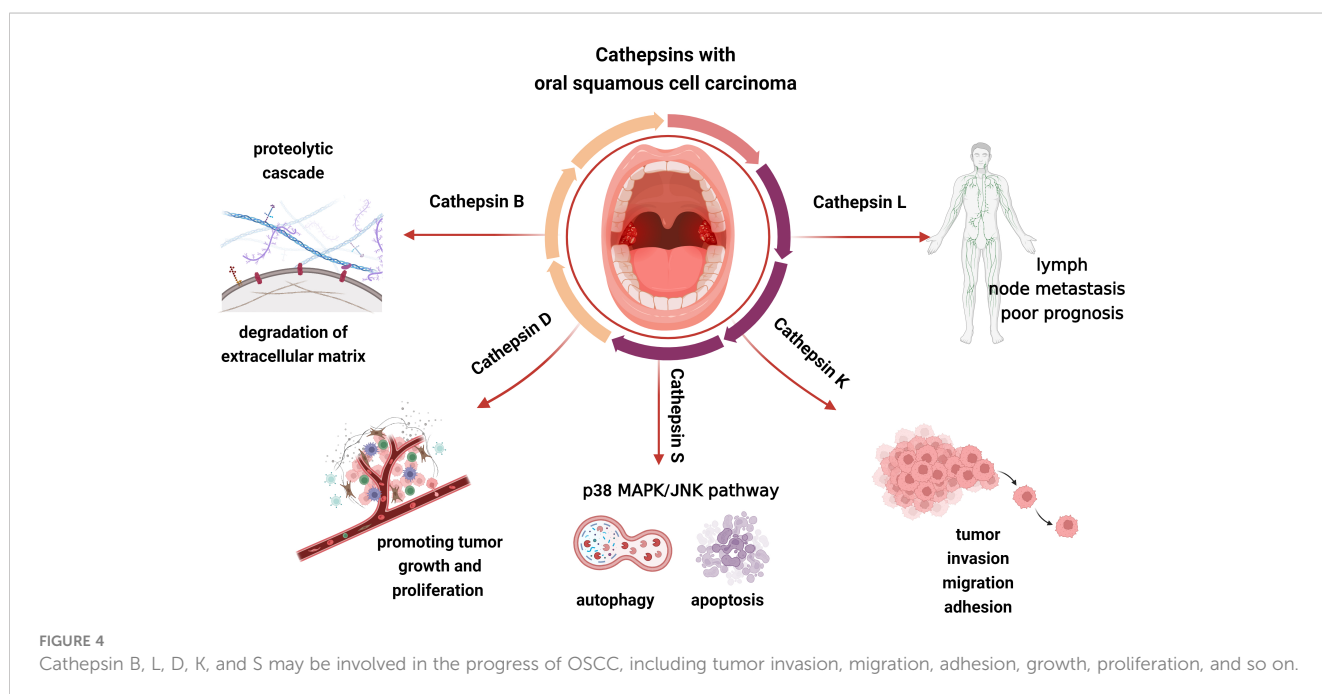 Cathepsins with
oral squamous cell carcinoma
proteolytic
cascade
Cathepsin B
degradation of
extracellular matrix
Cathepsin L
lymph
node metastasis
poor prognosis
Cathepsin D
promoting tumor
growth and
proliferation
Cathepsin S
p38 MAPK/JNK pathway
autophagy
apoptosis
Cathepsin K
tumor
invasion
migration
adhesion
FIGURE 4
Cathepsin B, L, D, K, and S may be involved in the progress of OSCC, including tumor invasion, migration, adhesion, growth, proliferation, and so on.